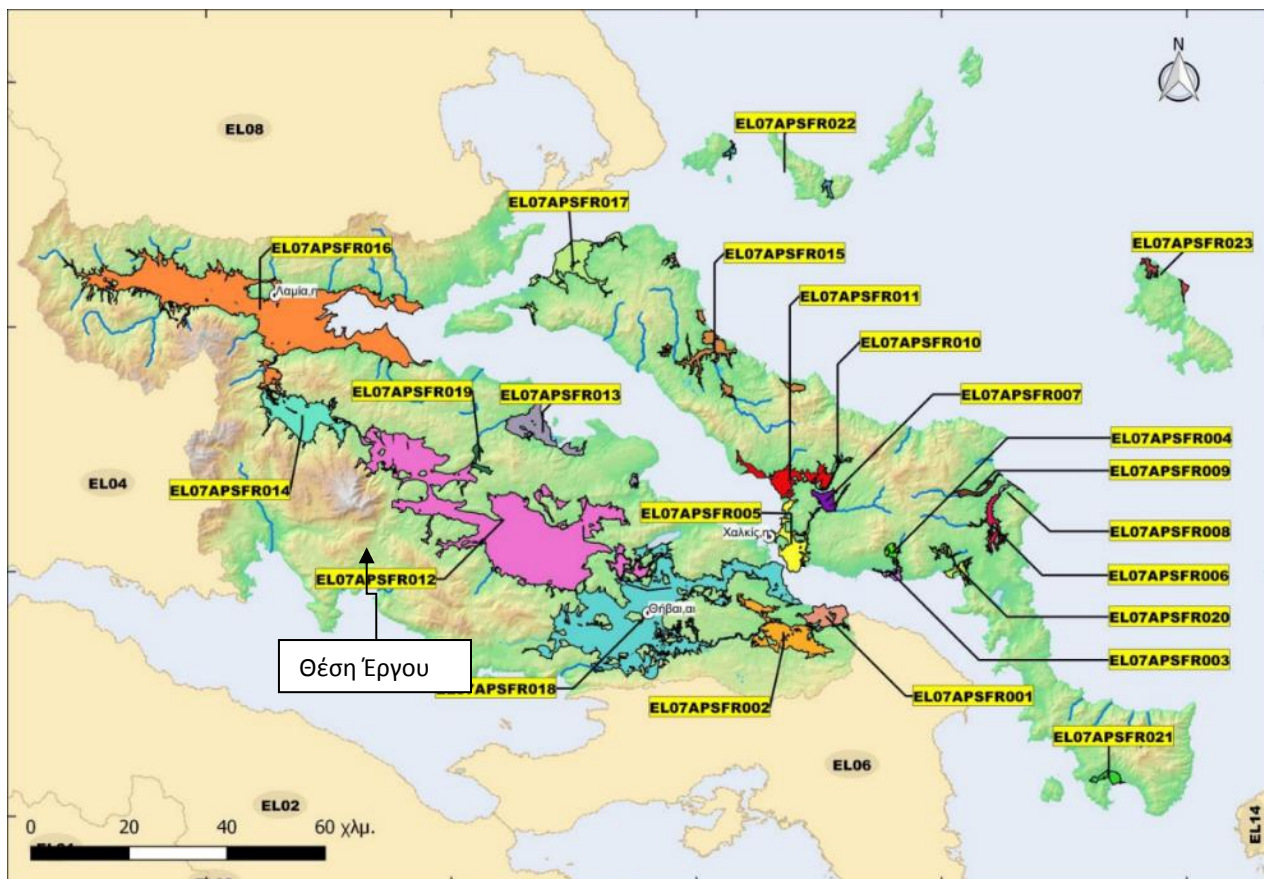 N
EL07APSFR022
EL08
EL07APSFR017
EL07APSFR016
EL07APSFR015
EL07APSFR023
Λαμία,η
EL07APSFR011
EL07APSFR010
EL07APSFR019
EL07APSFR013
EL07APSFR007
EL07APSFR004
EL07APSFR009
EL04
EL07APSFR014
EL07APSFR005
EL07APSFR008
Χαλκίς,η
EL07APSFR012
EL07APSFR006
Θήβαι,αι
EL07APSFR020
Θέση Έργου
EL07APSFR003
EL07APSFR018
EL07APSFR001
EL07APSFR002
EL07APSFR021
EL06
EL02
EL14
0 20 40 60 χλμ.